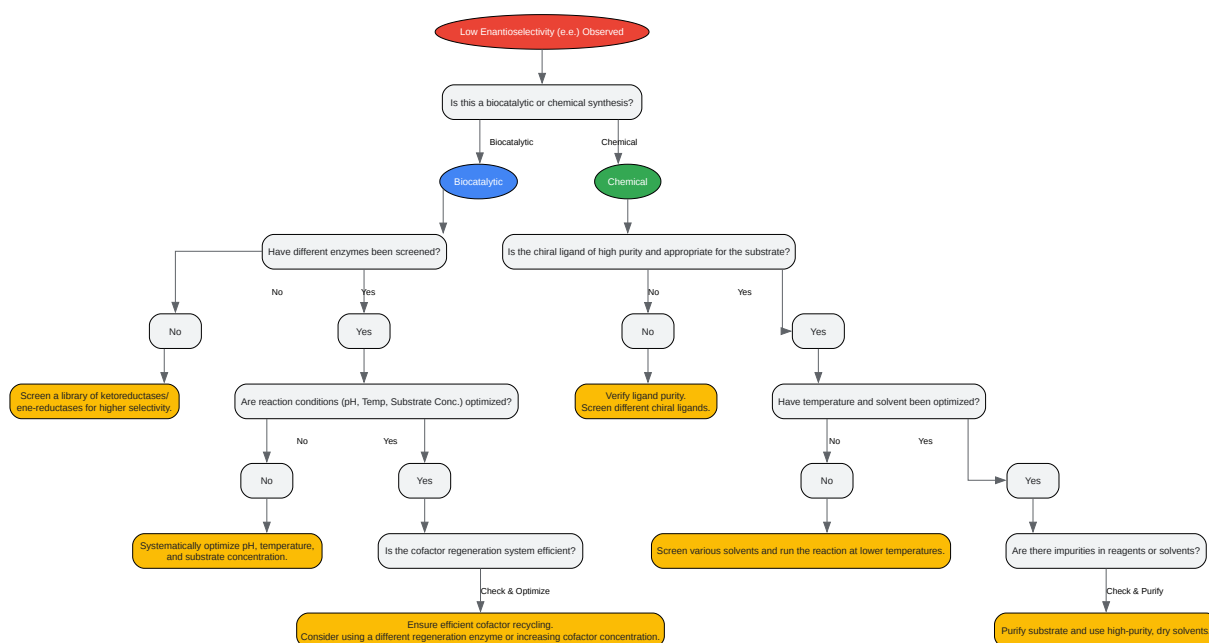 Low Enantioselectivity (e.e.) Observed
Is this a biocatalytic or chemical synthesis?
Biocatalytic
Chemical
Biocatalytic
Chemical
Have different enzymes been screened?
Is the chiral ligand of high purity and appropriate for the substrate?
No
Yes
No
Yes
No
Yes
No
Yes
Screen a library of ketoreductases/
ene-reductases for higher selectivity.
Are reaction conditions (pH, Temp, Substrate Conc.) optimized?
Verify ligand purity.
Screen different chiral ligands.
Have temperature and solvent been optimized?
No
Yes
No
Yes
No
Yes
No
Yes
Systematically optimize pH, temperature,
and substrate concentration.
Is the cofactor regeneration system efficient?
Screen various solvents and run the reaction at lower temperatures.
Are there impurities in reagents or solvents?
Check & Optimize
Check & Purify
Ensure efficient cofactor recycling.
Consider using a different regeneration enzyme or increasing cofactor concentration.
Purify substrate and use high-purity, dry solvents